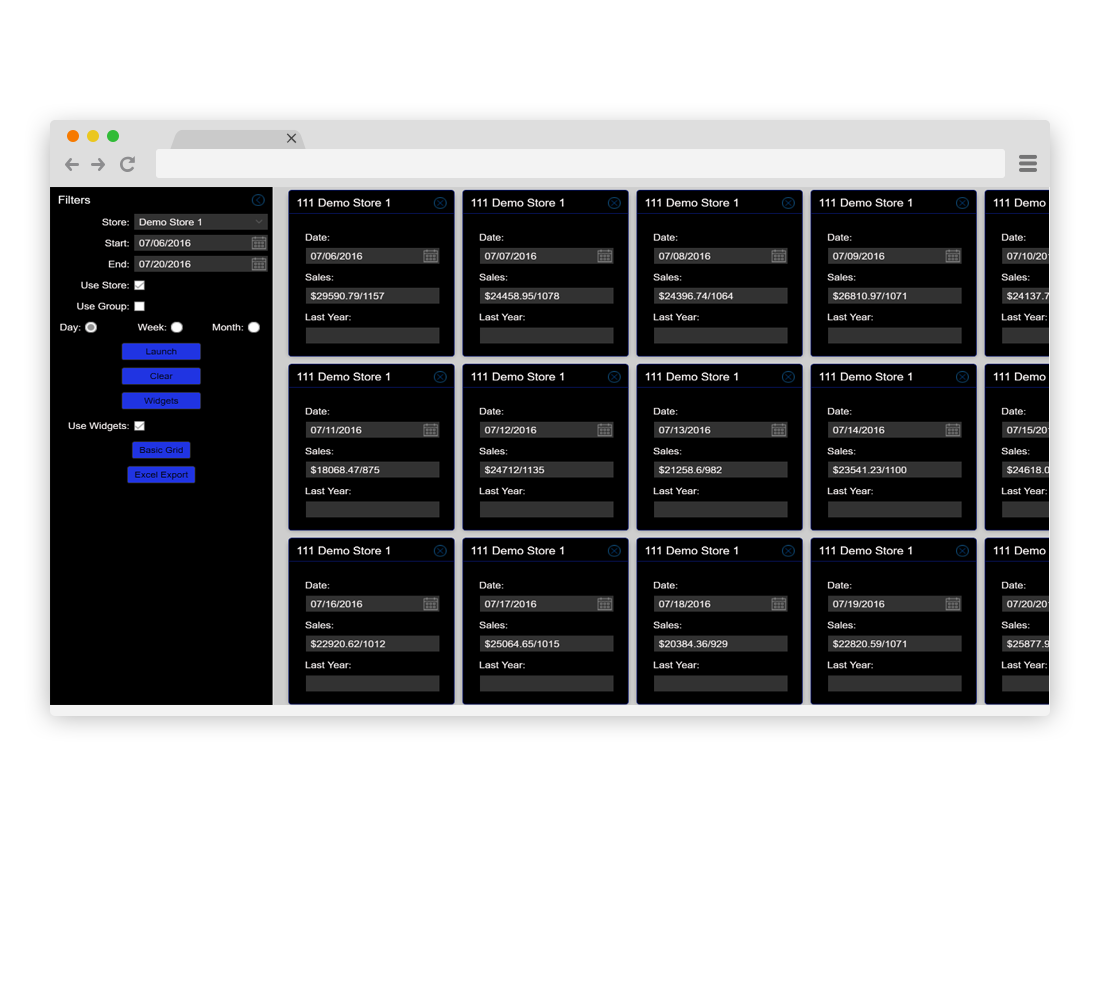 Filters
Store: Demo Store 1
Start: 07/06/2016
End: 07/20/2016
Use Store:
Use Group:
Day: Week: Month:
Launch
Clear
Widgets
Use Widgets:
Basic Grid
Excel Export
111 Demo Store 1 111 Demo Store 1 111 Demo Store 1 111 Demo Store 1 111 Demo
Date: Date: Date: Date: Date:
07/06/2016 07/07/2016 07/08/2016 07/09/2016 07/10/20
Sales: Sales: Sales: Sales: Sales:
$29590.79/1157 $24458.95/1078 $24396.74/1064 $26810.97/1071 $24137.7
Last Year: Last Year: Last Year: Last Year: Last Year:
111 Demo Store 1 111 Demo Store 1 111 Demo Store 1 111 Demo Store 1 111 Demo
Date: Date: Date: Date: Date:
07/11/2016 07/12/2016 07/13/2016 07/14/2016 07/15/20
Sales: Sales: Sales: Sales: Sales:
$18068.47/875 $24712/1135 $21258.6/982 $23541.23/1100 $24618.0
Last Year: Last Year: Last Year: Last Year: Last Year:
111 Demo Store 1 111 Demo Store 1 111 Demo Store 1 111 Demo Store 1 111 Demo
Date: Date: Date: Date: Date:
07/16/2016 07/17/2016 07/18/2016 07/19/2016 07/20/20
Sales: Sales: Sales: Sales: Sales:
$22920.62/1012 $25064.65/1015 $20384.36/929 $22820.59/1071 $25877.9
Last Year: Last Year: Last Year: Last Year: Last Year: